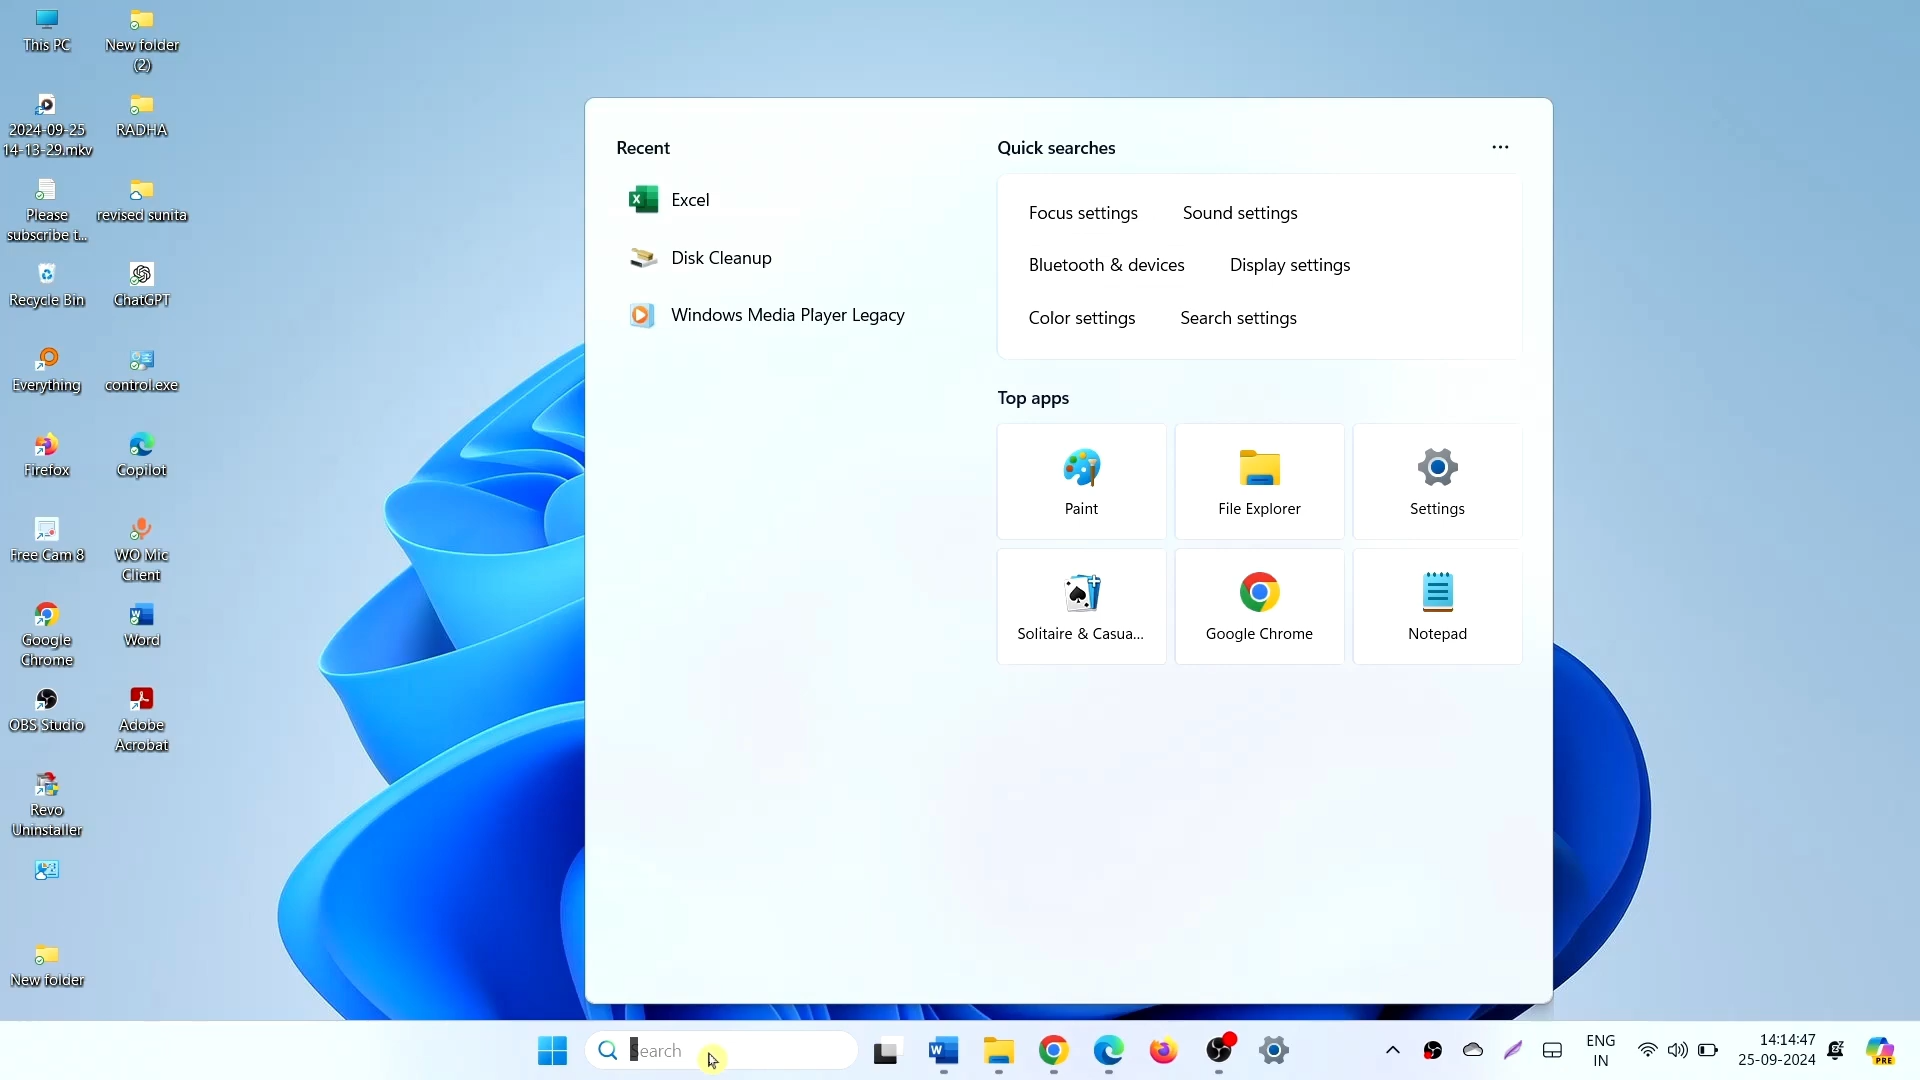 This PC
New folder
(2)
2024-09-25
14-13-29.mkv
RADHA
Please
subscribe t...
revised sunita
Recycle Bin
ChatGPT
Everything
control.exe
Firefox
Copilot
Free Cam 8
WO Mic
Client
Google
Chrome
Word
OBS Studio
Adobe
Acrobat
Revo
Uninstaller
New folder
Recent
Excel
Disk Cleanup
Windows Media Player Legacy
Quick searches
Focus settings Sound settings
Bluetooth & devices Display settings
Color settings Search settings
Top apps
Paint File Explorer Settings
Solitaire & Casua... Google Chrome Notepad
Search
ENG
IN
14:14:47
25-09-2024
PRE